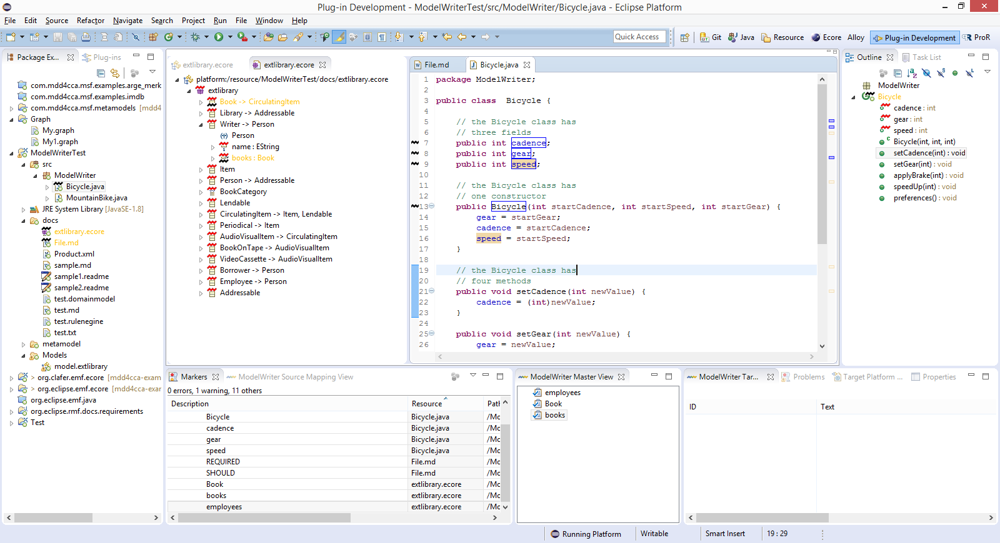 Plug-in Development - ModelWriterTest/src/ModelWriter/Bicycle.java - Eclipse Platform
File Edit Source Refactor Navigate Search Project Run File Window Help
Quick Access Git Java Resource Ecore Alloy Plug-in Development ProR
Package Ex... Plug-ins
com.mdd4cca.msf.examples.arge_merk
com.mdd4cca.msf.examples.imdb
com.mdd4cca.msf.metamodels [mdd4
Graph
My.graph
My1.graph
ModelWriterTest
src
ModelWriter
Bicycle.java
MountainBike.java
JRE System Library [JavaSE-1.8]
docs
extlibrary.ecore
File.md
Product.xml
sample.md
sample1.readme
sample2.readme
test.domainmodel
test.md
test.rulenegine
test.txt
metamodel
Models
model.extlibrary
> org.clafer.emf.ecore [mdd4cca-exam
> org.eclipse.emf.ecore [mdd4cca-exar
org.eclipse.emf.java
org.eclipse.rmf.docs.requirements
Test
extlibrary.ecore extlibrary.ecore
platform:/resource/ModelWriterTest/docs/extlibrary.ecore
extlibrary
Book -> CirculatingItem
Library -> Addressable
Writer -> Person
Person
name : EString
books : Book
Item
Person -> Addressable
BookCategory
Lendable
CirculatingItem -> Item, Lendable
Periodical -> Item
AudioVisualItem -> CirculatingItem
BookOnTape -> AudioVisualItem
VideoCassette -> AudioVisualItem
Borrower -> Person
Employee -> Person
Addressable
File.md Bicycle.java
1 package ModelWriter;
2
3 public class  Bicycle {
4
5 // the Bicycle class has
6 // three fields
7 public int cadence;
8 public int gear;
9 public int speed;
10
11 // the Bicycle class has
12 // one constructor
13 public Bicycle(int startCadence, int startSpeed, int startGear) {
14 gear = startGear;
15 cadence = startCadence;
16 speed = startSpeed;
17 }
18
19 // the Bicycle class has
20 // four methods
21 public void setCadence(int newValue) {
22 cadence = (int)newValue;
23 }
24
25 public void setGear(int newValue) {
26 gear = newValue;
Outline Task List
ModelWriter
Bicycle
cadence : int
gear : int
speed : int
Bicycle(int, int, int)
setCadence(int) : void
setGear(int) : void
applyBrake(int) : void
speedUp(int) : void
preferences() : void
Markers ModelWriter Source Mapping View
0 errors, 1 warning, 11 others
Description Resource Path
Bicycle Bicycle.java /Mc
cadence Bicycle.java /Mc
gear Bicycle.java /Mc
speed Bicycle.java /Mc
REQUIRED File.md /Mc
SHOULD File.md /Mc
Book extlibrary.ecore /Mc
books extlibrary.ecore /Mc
employees extlibrary.ecore /Mc
ModelWriter Master View
employees
Book
books
ModelWriter Tar... Problems Target Platform ... Properties
ID Text
Running Platform Writable Smart Insert 19 : 29